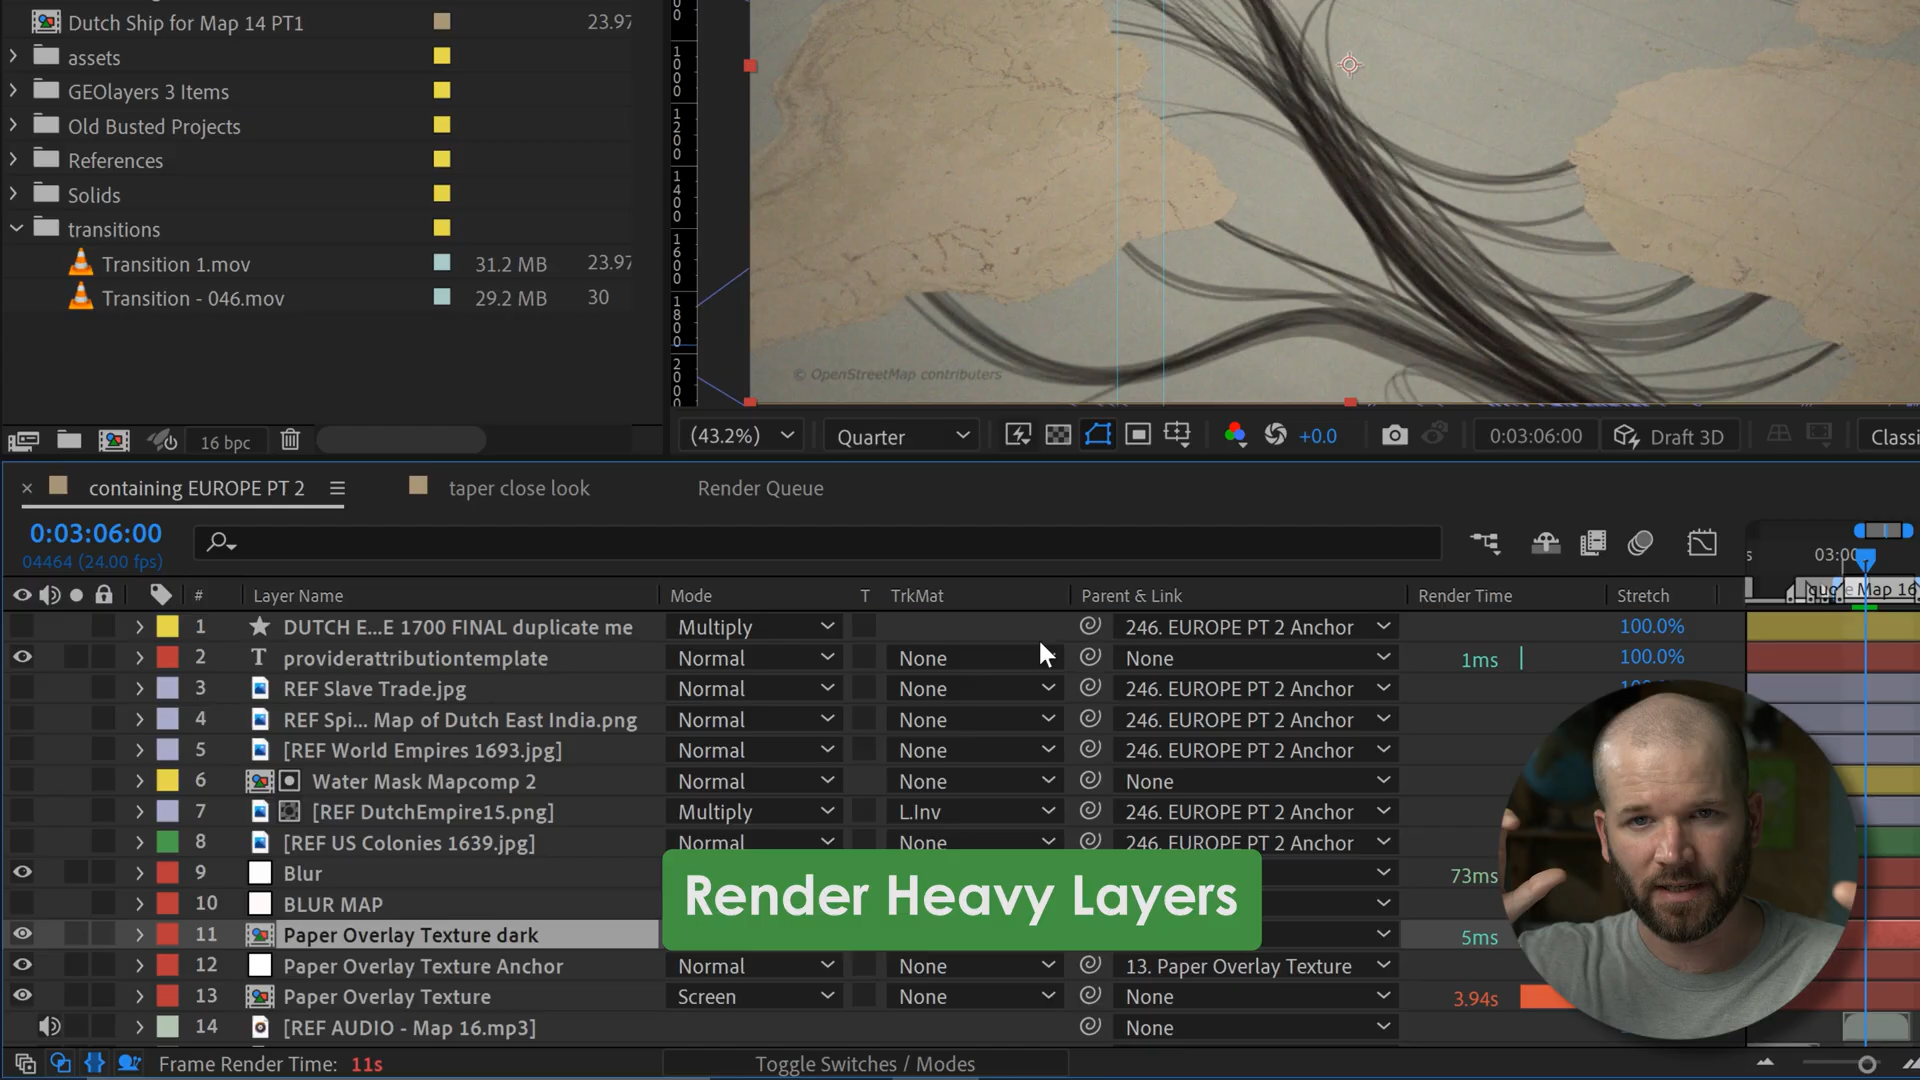 Dutch Ship for Map 14 PT1 23.97
assets
GEOlayers 3 Items
Old Busted Projects
References
Solids
transitions
Transition 1.mov 31.2 MB 23.97
Transition - 046.mov 29.2 MB 30
16 bpc
1000
1200
1400
1600
1800
2000
© OpenStreetMap contributers
(43.2%) Quarter +0.0 0:03:06:00 Draft 3D Classi
containing EUROPE PT 2 taper close look Render Queue
0:03:06:00
04464 (24.00 fps)
s 03:00
quo e Map 16
# Layer Name Mode T TrkMat Parent & Link Render Time Stretch
1 DUTCH E...E 1700 FINAL duplicate me Multiply 246. EUROPE PT 2 Anchor 100.0%
2 T providerattributiontemplate Normal None None 1ms 100.0%
3 REF Slave Trade.jpg Normal None 246. EUROPE PT 2 Anchor
4 REF Spi... Map of Dutch East India.png Normal None 246. EUROPE PT 2 Anchor
5 [REF World Empires 1693.jpg] Normal None 246. EUROPE PT 2 Anchor
6 Water Mask Mapcomp 2 Normal None None
7 [REF DutchEmpire15.png] Multiply L.Inv 246. EUROPE PT 2 Anchor
8 [REF US Colonies 1639.jpg] Normal None 246. EUROPE PT 2 Anchor
9 Blur 73ms
10 BLUR MAP
Render Heavy Layers
11 Paper Overlay Texture dark 5ms
12 Paper Overlay Texture Anchor Normal None 13. Paper Overlay Texture
13 Paper Overlay Texture Screen None None 3.94s
14 [REF AUDIO - Map 16.mp3] None
Frame Render Time: 11s Toggle Switches / Modes